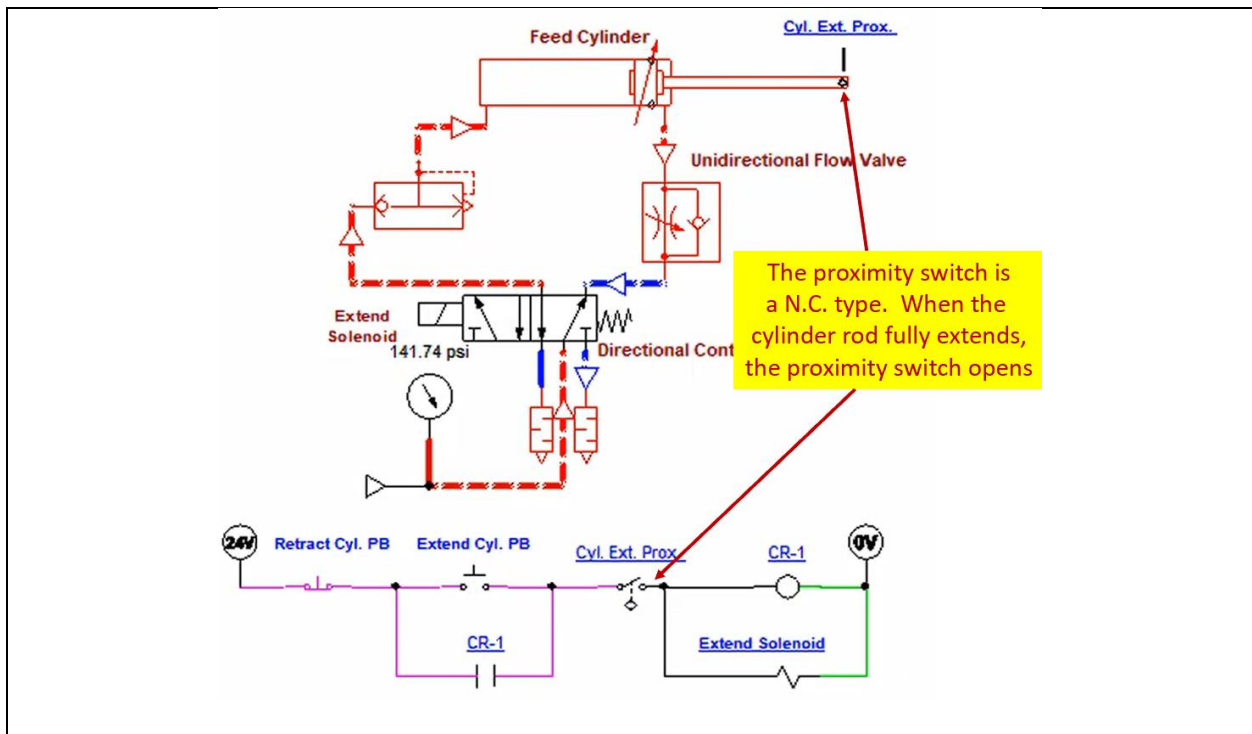 Cyl. Ext. Prox.
Feed Cylinder
Unidirectional Flow Valve
The proximity switch is
a N.C. type. When the
cylinder rod fully extends,
the proximity switch opens
Extend
Solenoid
141.74 psi
Directional Cont
24V
Retract Cyl. PB
Extend Cyl. PB
Cyl. Ext. Prox.
CR-1
0V
CR-1
Extend Solenoid